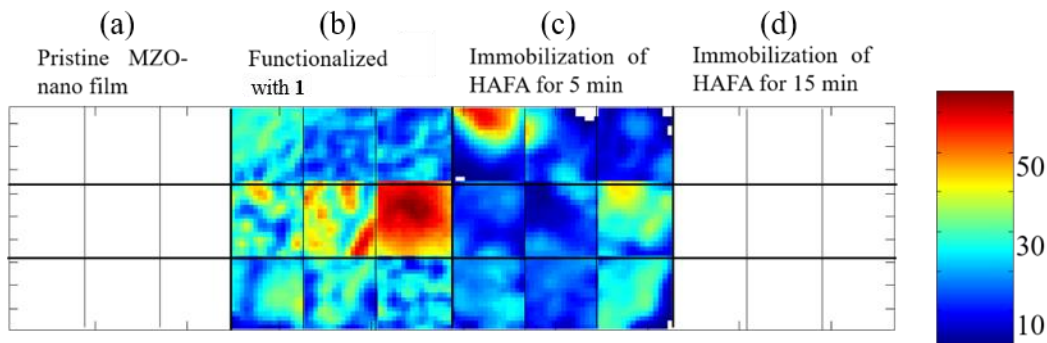 (a) (b) (c) (d)
Pristine MZO-
nano film
Functionalized
with 1
Immobilization of
HAFA for 5 min
Immobilization of
HAFA for 15 min
50
30
10